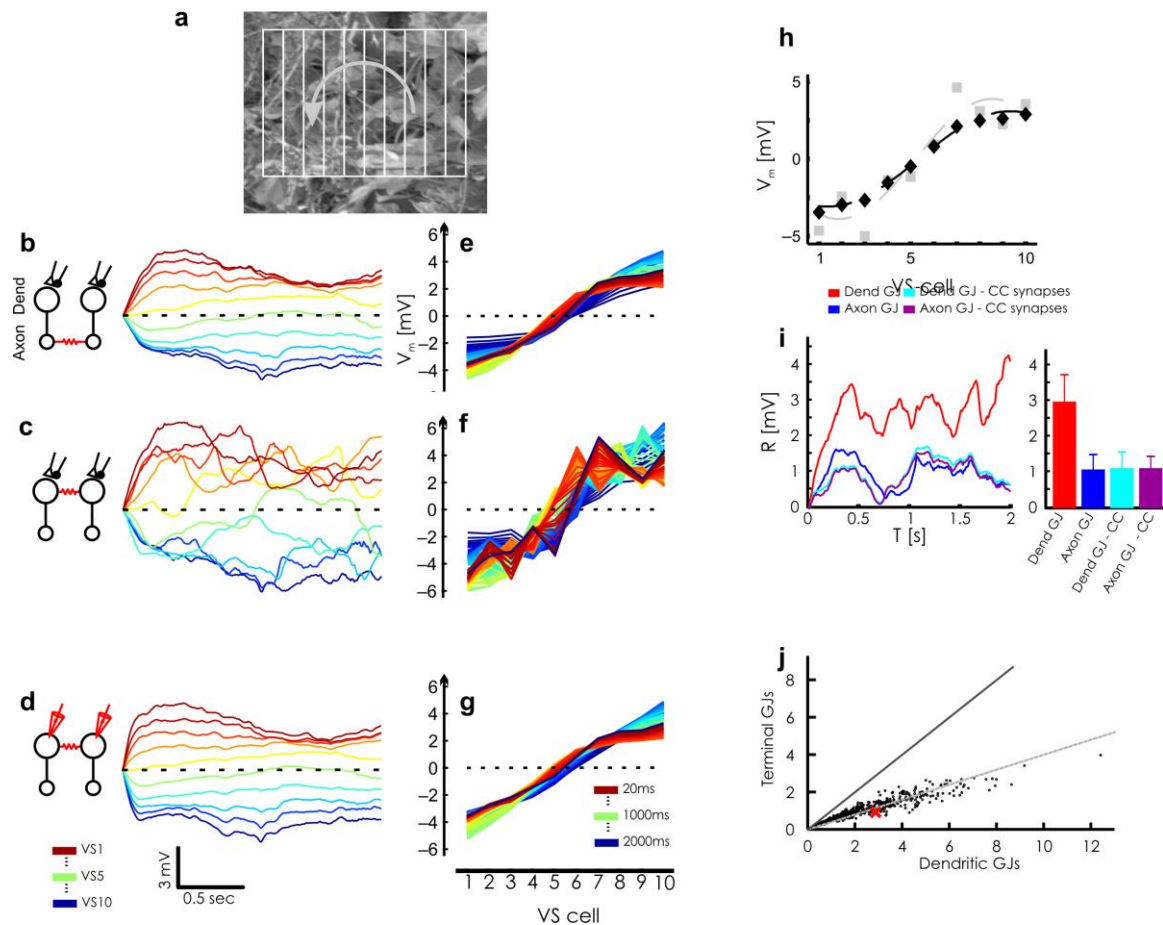 a
b
Axon Dend
c
d
VS1
VS5
VS10
3 mV
0.5 sec
e
6
4
2
0
−2
−4
V_m [mV]
f
6
4
2
0
−2
−4
−6
g
6
4
2
0
−2
−4
−6
20ms
1000ms
2000ms
1 2 3 4 5 6 7 8 9 10
VS cell
h
5
0
−5
V_m [mV]
1 5 10
VS-cell
Dend GJ Dend GJ - CC synapses
Axon GJ Axon GJ - CC synapses
i
4
3
2
1
0
R [mV]
0 0.5 1 1.5 2
T [s]
4
3
2
1
0
Dend GJ
Axon GJ
Dend GJ - CC
Axon GJ - CC
j
8
6
4
2
0
Terminal GJs
0 2 4 6 8 10 12
Dendritic GJs